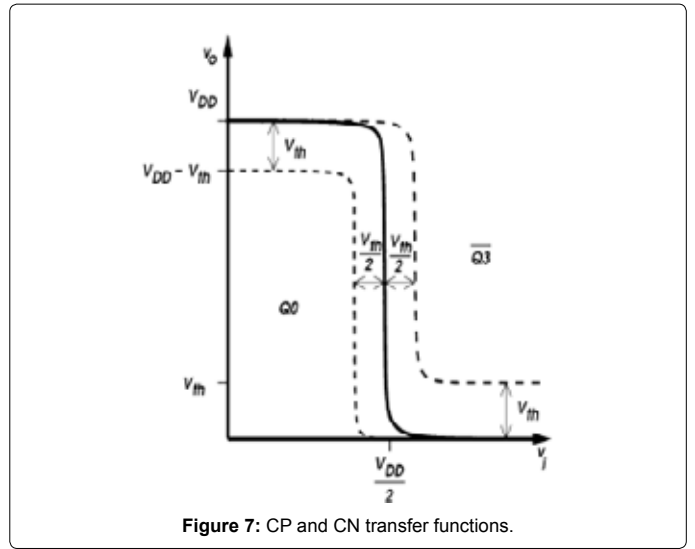 v_o
V_DD
V_th
V_DD - V_th
V_th/2 V_th/2
Q̅3̅
Q0
V_th
V_th
v_i
V_DD/2
Figure 7: CP and CN transfer functions.